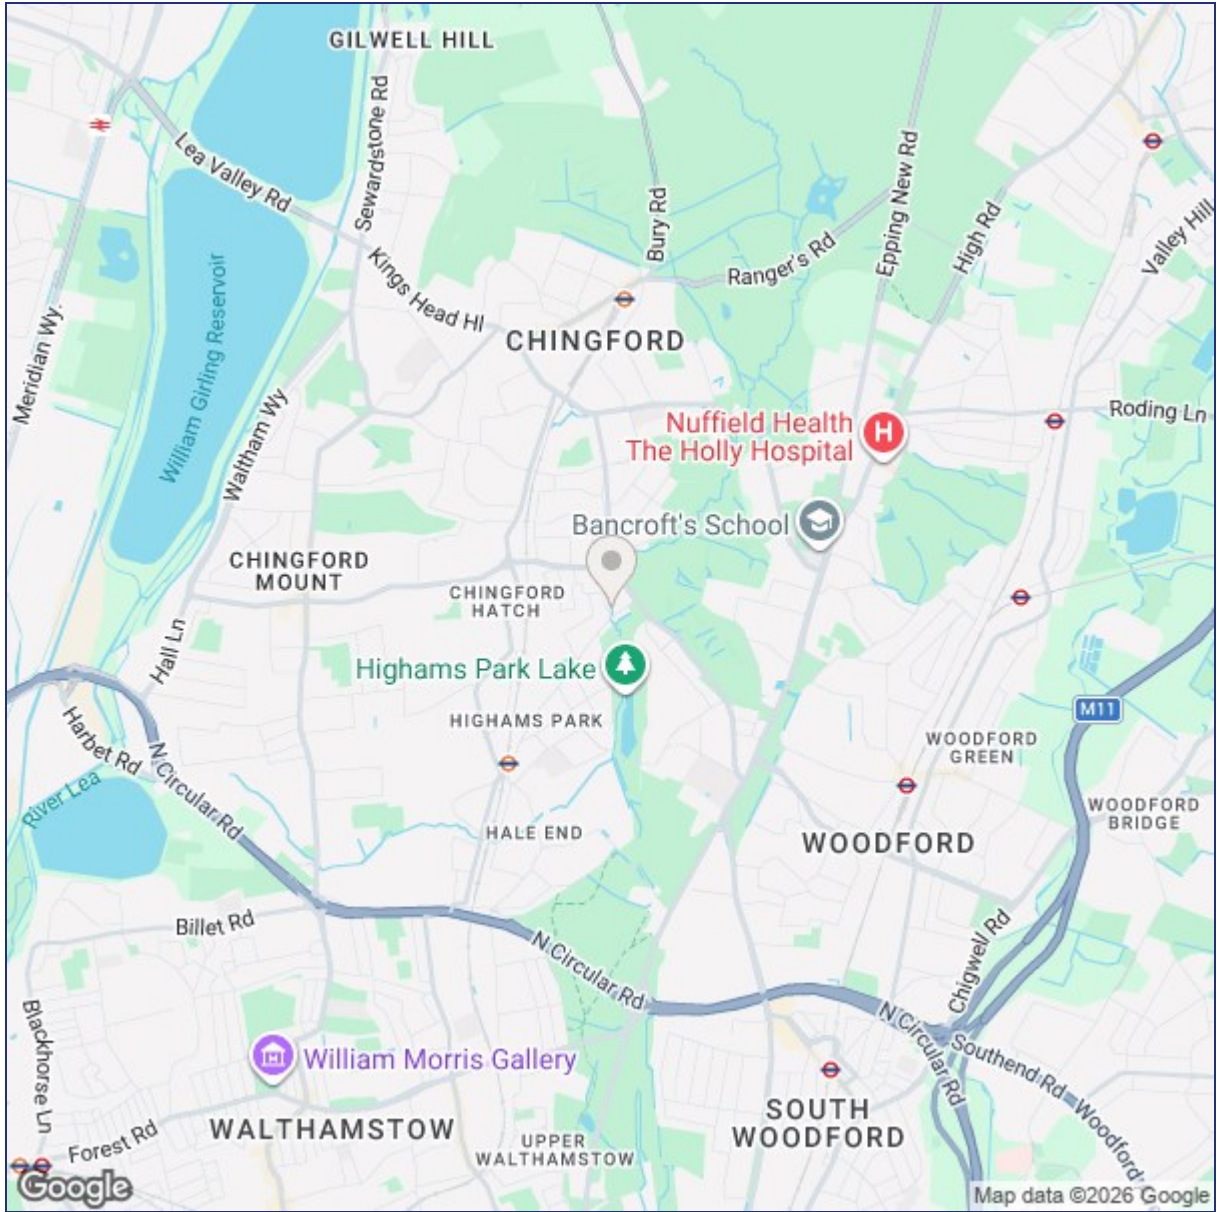 GILWELL HILL
Sewardstone Rd
Lea Valley Rd
Bury Rd
Epping New Rd
High Rd
Valley Hill
Ranger's Rd
Kings Head Hl
William Girling Reservoir
Meridian Wy.
CHINGFORD
Waltham Wy
Roding Ln
Nuffield Health
The Holly Hospital
H
Bancroft's School
CHINGFORD
MOUNT
CHINGFORD
HATCH
Hall Ln
Highams Park Lake
M11
HIGHAMS PARK
Harbet Rd
N Circular Rd
WOODFORD
GREEN
River Lea
WOODFORD
BRIDGE
HALE END
WOODFORD
Billet Rd
N Circular Rd
Chigwell Rd
Blackhorse Ln
N Circular Rd
Southend Rd
Woodford
William Morris Gallery
WALTHAMSTOW
SOUTH
WOODFORD
Forest Rd
UPPER
WALTHAMSTOW
Google
Map data ©2026 Google